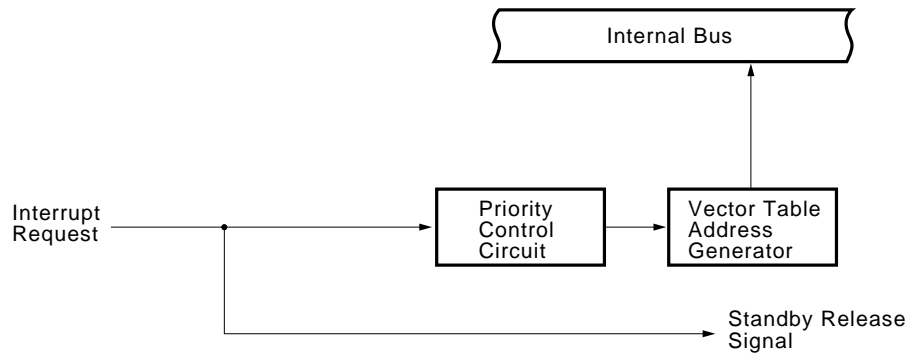 Internal Bus
Interrupt
Request
Priority
Control
Circuit
Vector Table
Address
Generator
Standby Release
Signal